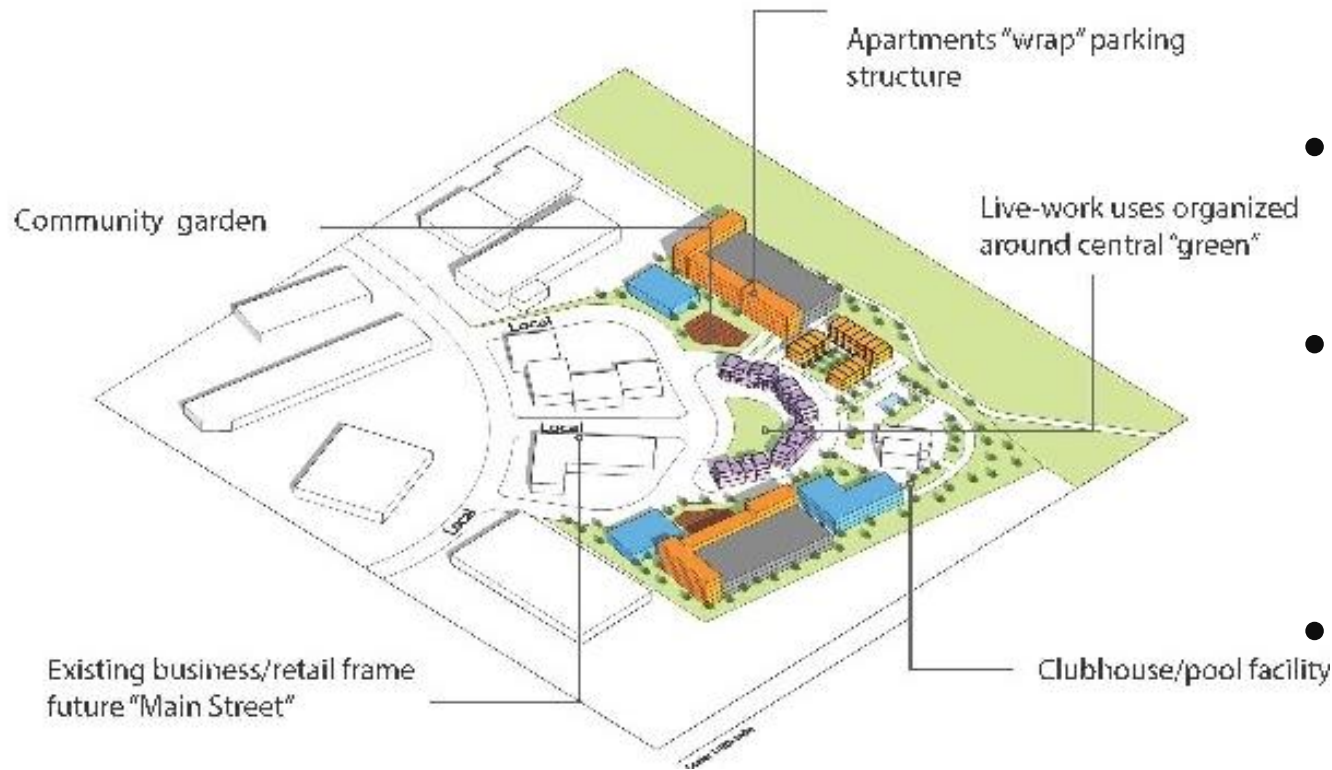 Apartments "wrap" parking
structure
Community garden
Live-work uses organized
around central "green"
Local
Local
Local
Existing business/retail frame
future "Main Street"
Clubhouse/pool facility